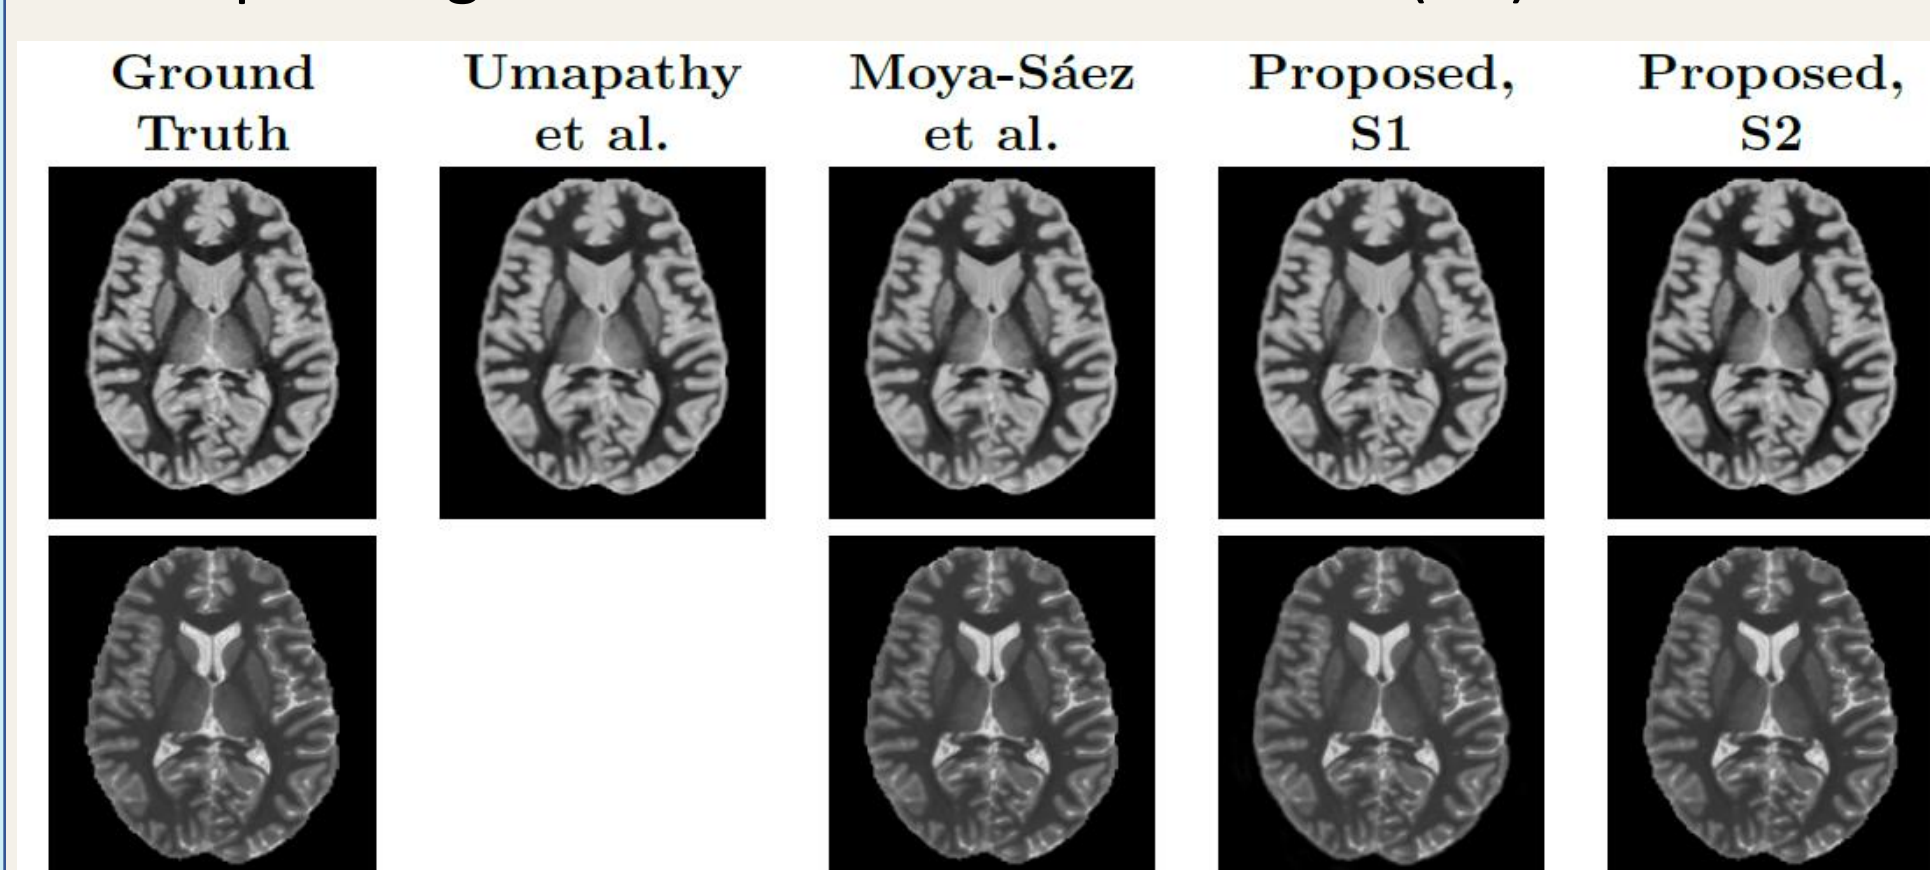 Ground
Truth
Umapathy
et al.
Moya-Sáez
et al.
Proposed,
S1
Proposed,
S2